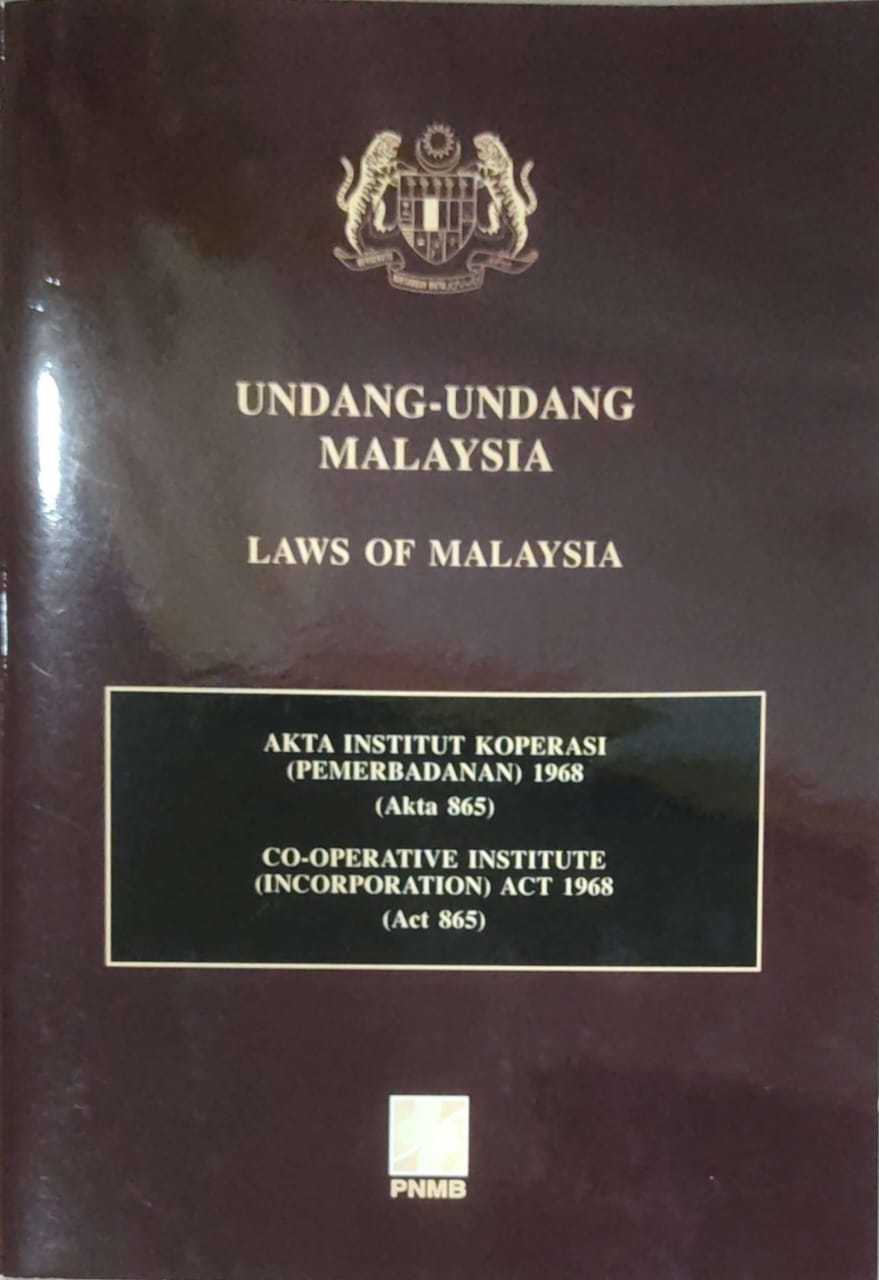 UNDANG-UNDANG
MALAYSIA
LAWS OF MALAYSIA
AKTA INSTITUT KOPERASI
(PEMERBADANAN) 1968
(Akta 865)
CO-OPERATIVE INSTITUTE
(INCORPORATION) ACT 1968
(Act 865)
PNMB